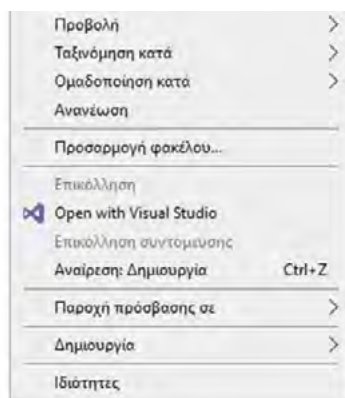 Προβολή
Ταξινόμηση κατά
Ομαδοποίηση κατά
Ανανέωση
Προσαρμογή φακέλου...
Επικόλληση
Open with Visual Studio
Επικόλληση συντομευσης
Αναίρεση: Δημιουργία Ctrl+Z
Παροχή πρόσβασης σε
Δημιουργία
Ιδιότητες